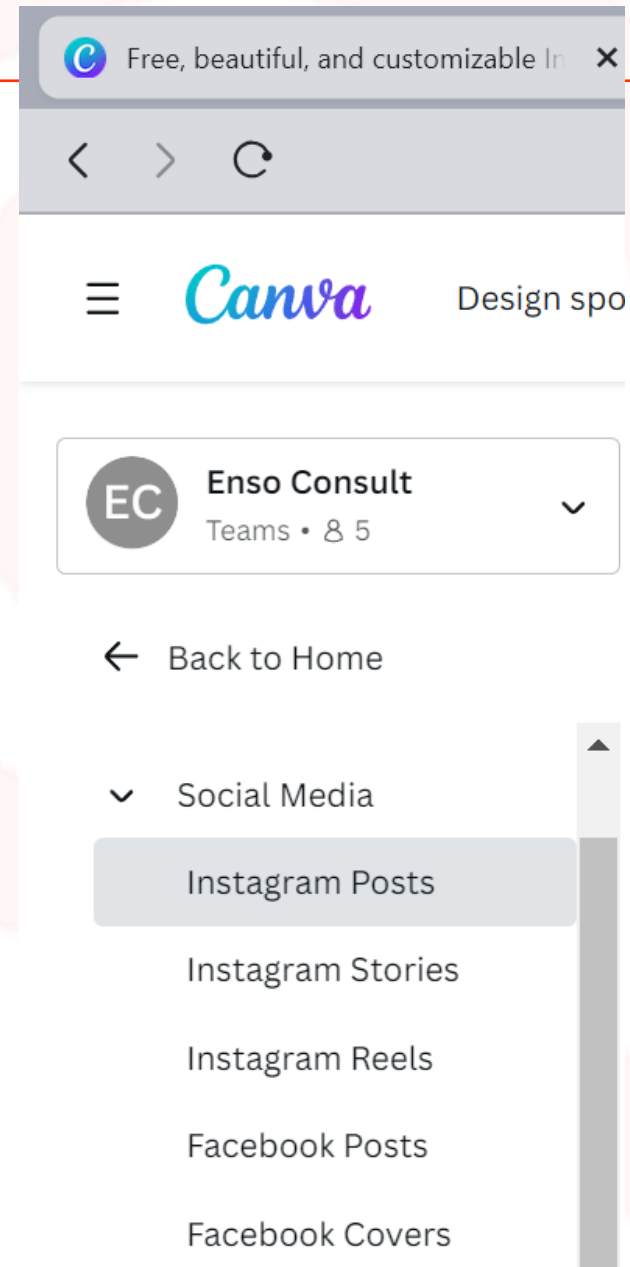 Free, beautiful, and customizable In
Canva
Design spo
EC
Enso Consult
Teams • 5
Back to Home
Social Media
Instagram Posts
Instagram Stories
Instagram Reels
Facebook Posts
Facebook Covers